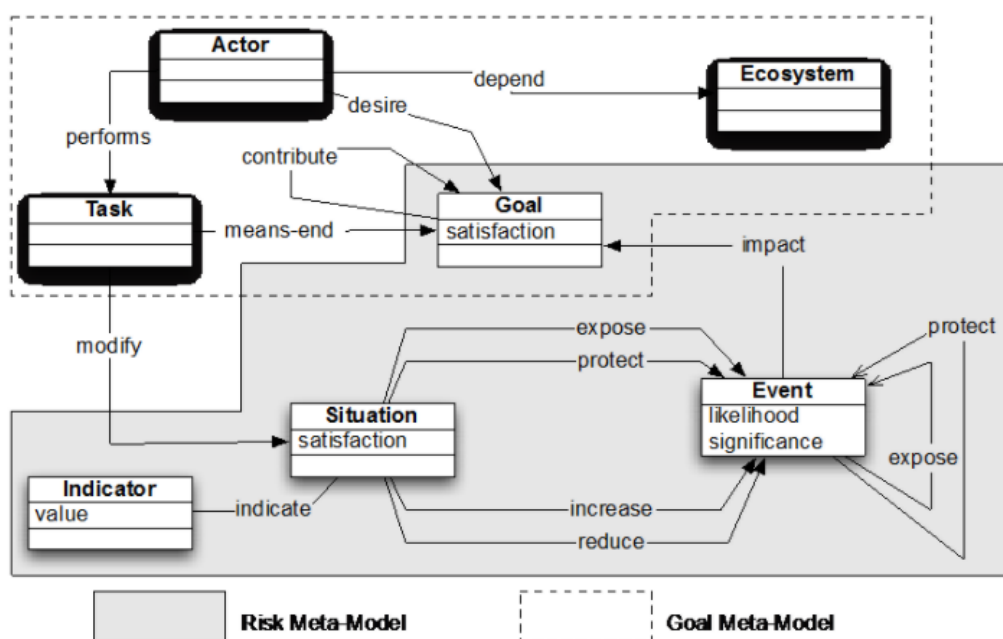 Actor
Ecosystem
depend
desire
performs
contribute
Task
Goal
means-end
satisfaction
impact
modify
expose
protect
protect
Situation
satisfaction
Event
likelihood
significance
expose
Indicator
value
indicate
increase
reduce
Risk Meta-Model
Goal Meta-Model